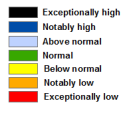 Exceptionally high
Notably high
Above normal
Normal
Below normal
Notably low
Exceptionally low